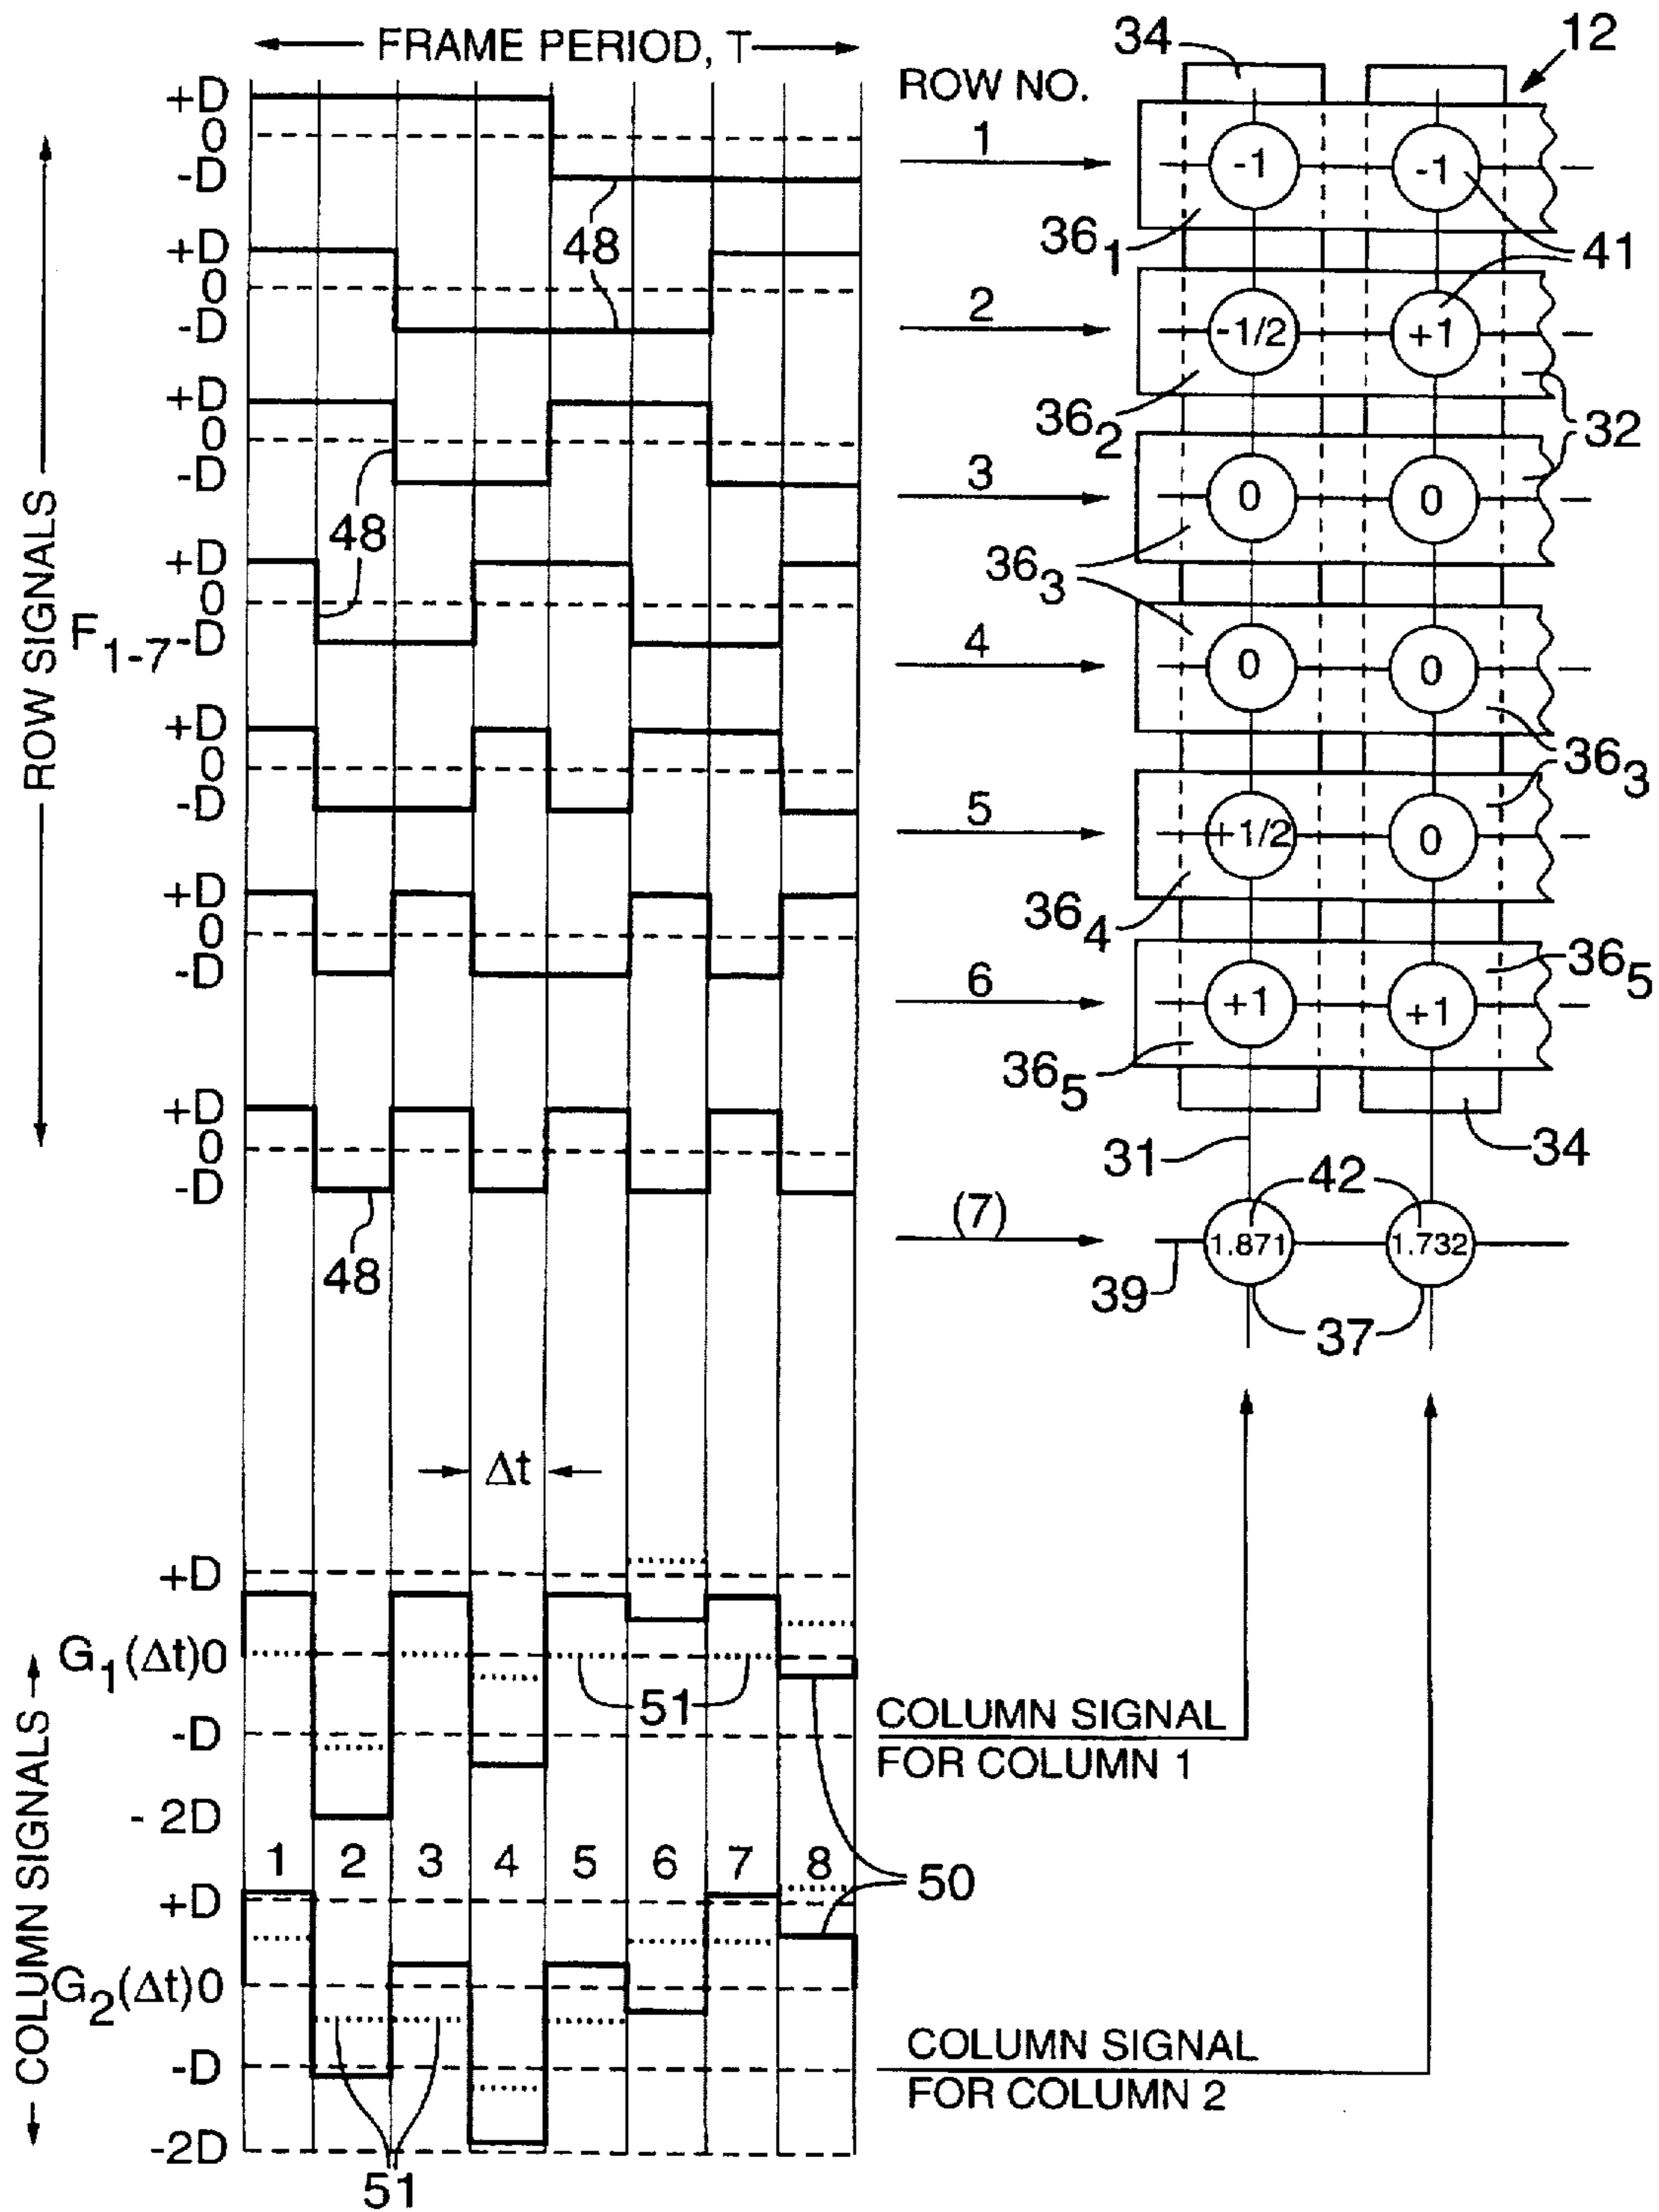 FRAME PERIOD, T
ROW NO.
34
12
ROW SIGNALS
F1-7
+D
0
-D
48
1
-1
-1
36 1
41
+D
0
-D
2
-1/2
+1
36 2
32
+D
0
-D
48
3
0
0
36 3
+D
0
-D
4
0
0
36 3
+D
0
-D
5
+1/2
0
36 4
+D
0
-D
6
+1
+1
36 5
36 5
+D
0
-D
48
31
34
42
(7)
1.871
1.732
39
37
Δt
COLUMN SIGNALS
+D
G1(Δt)0
-D
- 2D
51
COLUMN SIGNAL
FOR COLUMN 1
1 2 3 4 5 6 7 8
50
+D
G2(Δt)0
-D
-2D
51
COLUMN SIGNAL
FOR COLUMN 2